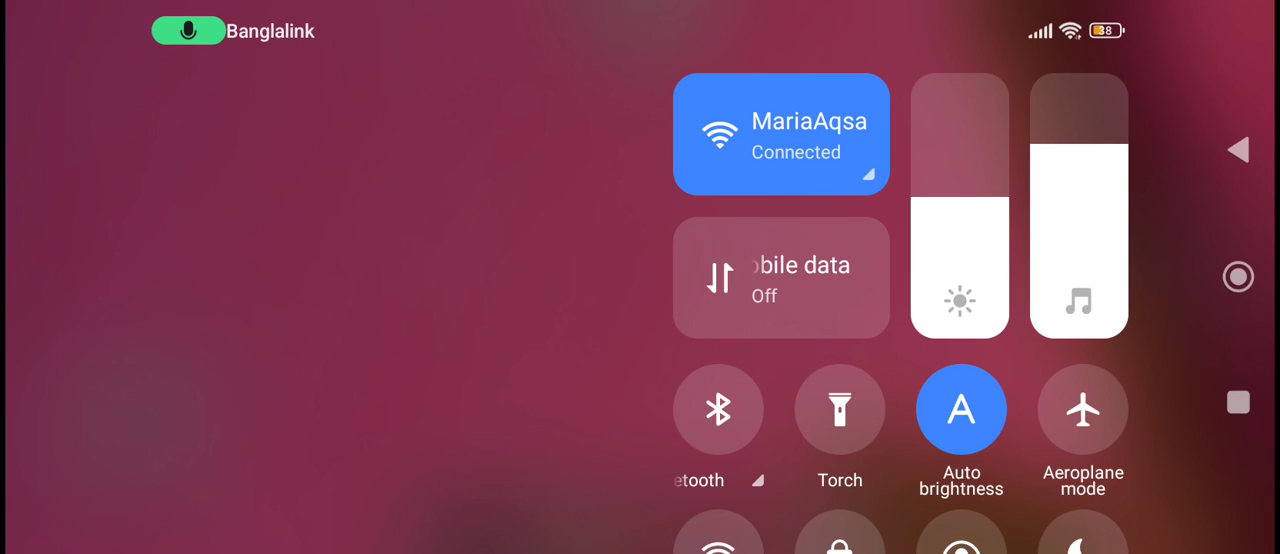 Banglalink
38
MariaAqsa
Connected
bile data
Off
etooth
Torch
A
Auto
brightness
Aeroplane
mode